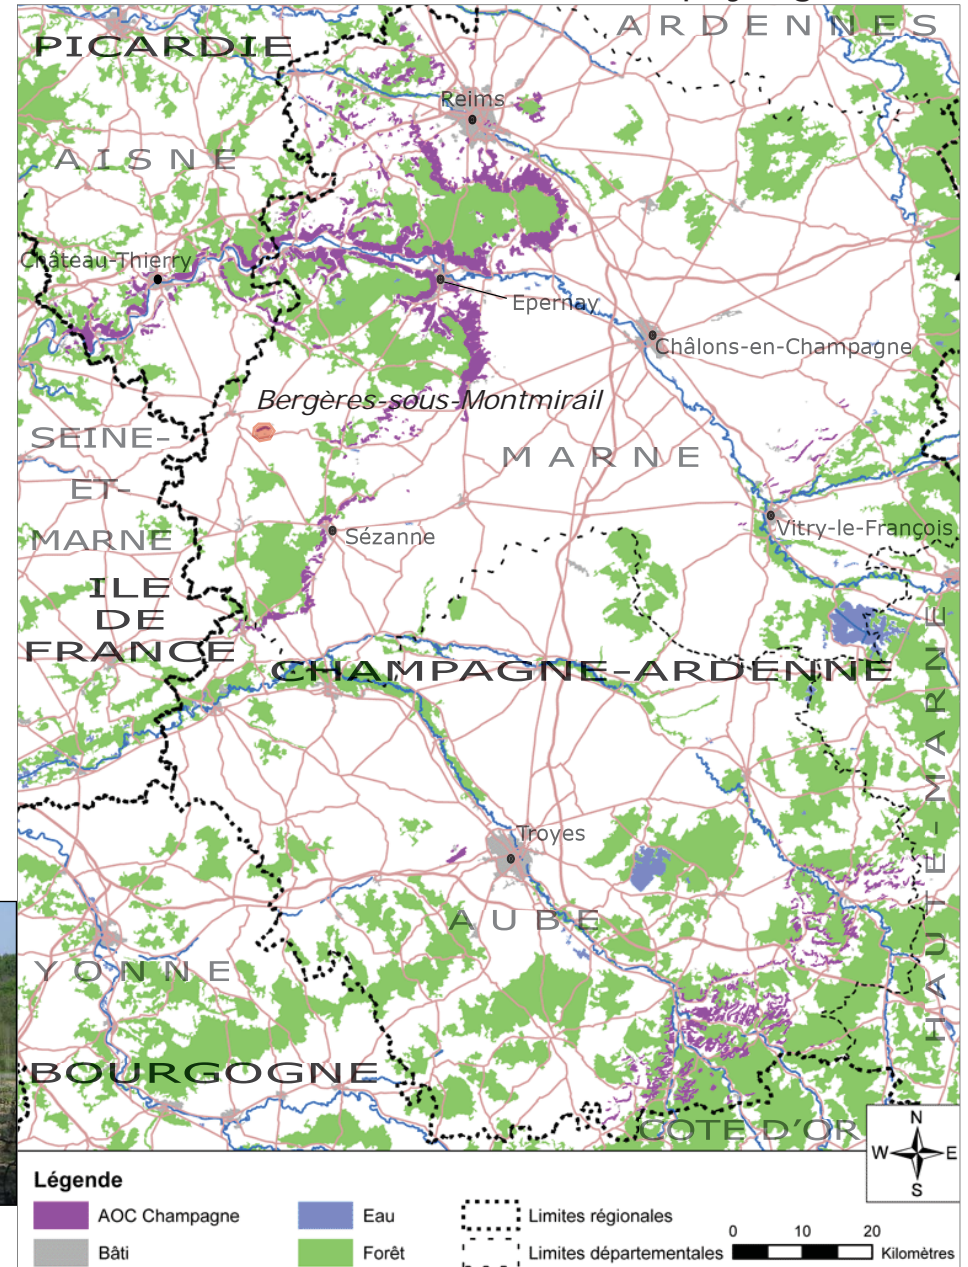 ARDENNES
PICARDIE
Reims
AISNE
Château-Thierry
Epernay
Châlons-en-Champagne
Bergères-sous-Montmirail
SEINE-
ET-
MARNE
MARNE
Sézanne
Vitry-le-François
ILE
DE
FRANCE
CHAMPAGNE-ARDENNE
HAUTE-MARNE
Troyes
AUBE
YONNE
BOURGOGNE
COTE D'OR
N
W E
S
Légende
AOC Champagne
Eau
Limites régionales
0 10 20
Bâti
Forêt
Limites départementales
Kilomètres